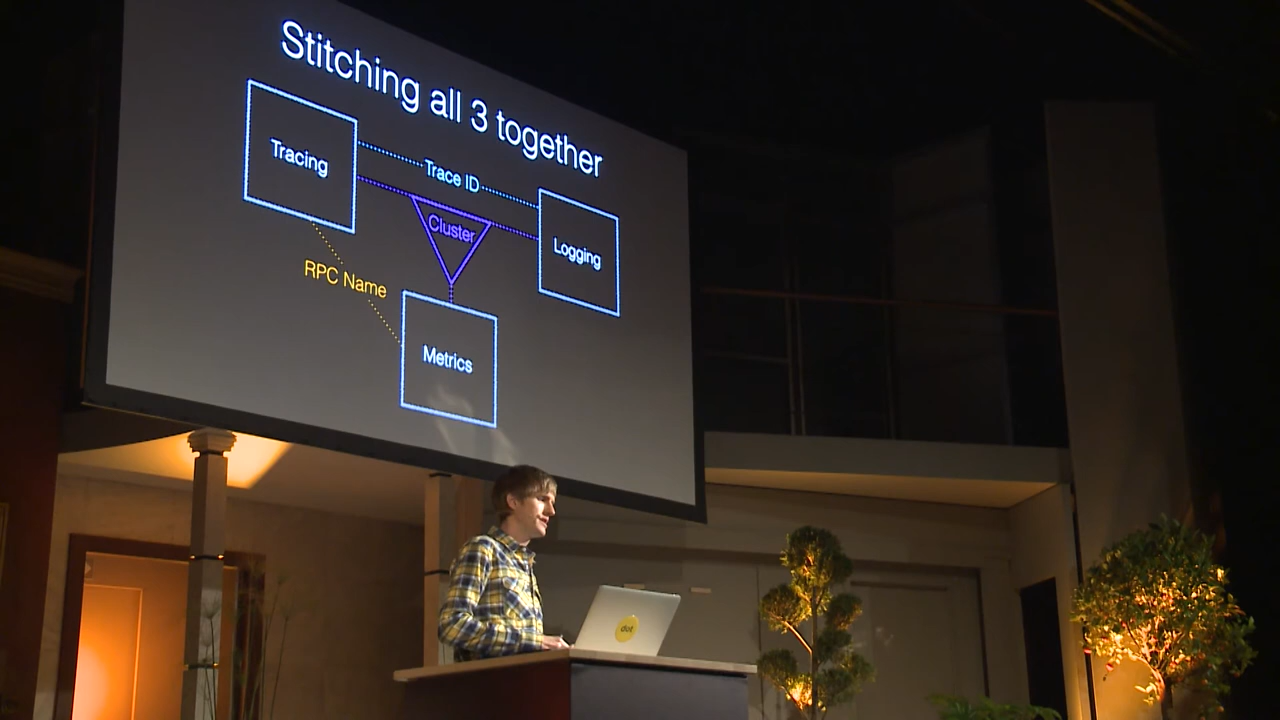 Stitching all 3 together
Tracing
Trace ID
Cluster
Logging
RPC Name
Metrics
dot